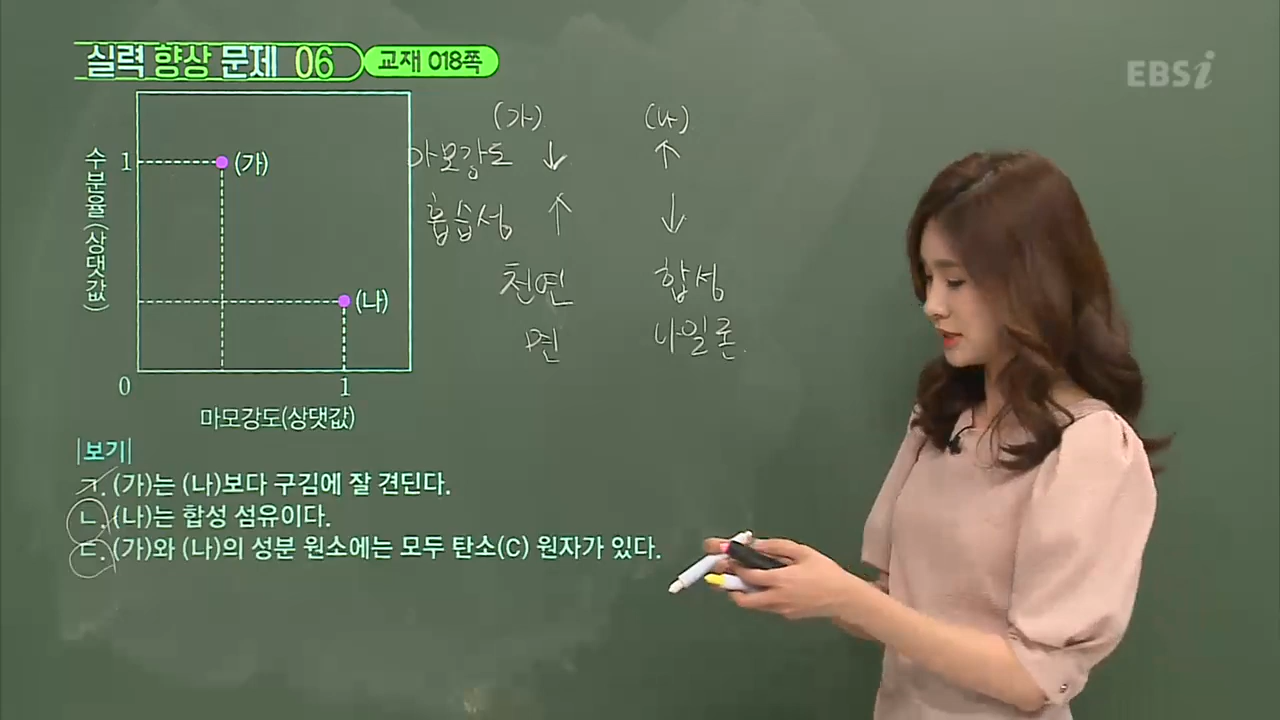 실력 향상 문제 06 교재 018쪽
EBSi
수분율(상댓값)
1
(가)
(나)
0
1
마모강도(상댓값)
(가) (나)
마모강도 ↓ ↑
흡습성 ↑ ↓
천연 합성
면 나일론.
|보기|
ㄱ. (가)는 (나)보다 구김에 잘 견딘다.
ㄴ. (나)는 합성 섬유이다.
ㄷ. (가)와 (나)의 성분 원소에는 모두 탄소(C) 원자가 있다.